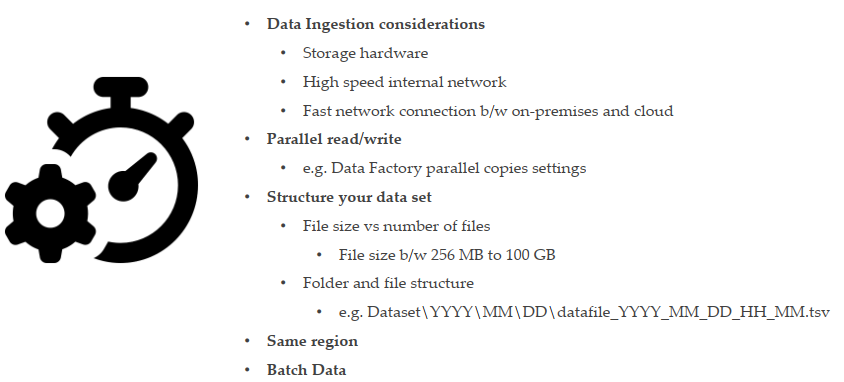 • Data Ingestion considerations
• Storage hardware
• High speed internal network
• Fast network connection b/w on-premises and cloud
• Parallel read/write
• e.g. Data Factory parallel copies settings
• Structure your data set
• File size vs number of files
• File size b/w 256 MB to 100 GB
• Folder and file structure
• e.g. Dataset\YYYY\MM\DD\datafile_YYYY_MM_DD_HH_MM.tsv
• Same region
• Batch Data